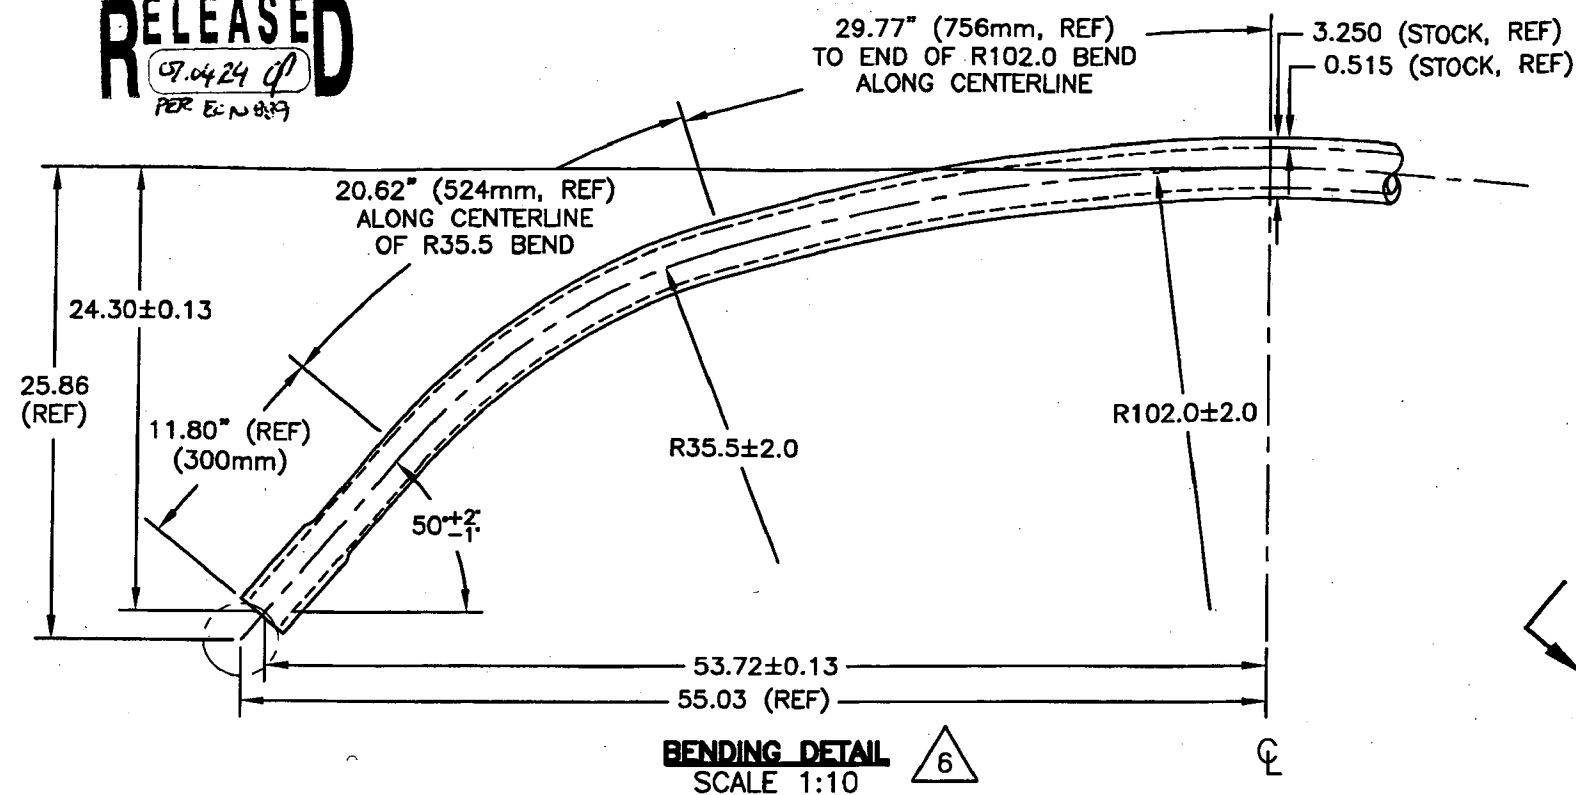 RELEASED
07.04.24
PER
29.77" (756mm, REF)
TO END OF R102.0 BEND
ALONG CENTERLINE
3.250 (STOCK, REF)
0.515 (STOCK, REF)
20.62" (524mm, REF)
ALONG CENTERLINE
OF R35.5 BEND
24.30±0.13
25.86
(REF)
11.80" (REF)
(300mm)
R35.5±2.0
R102.0±2.0
50°+2°
-1°
53.72±0.13
55.03 (REF)
BENDING DETAIL
6
SCALE 1:10
℄